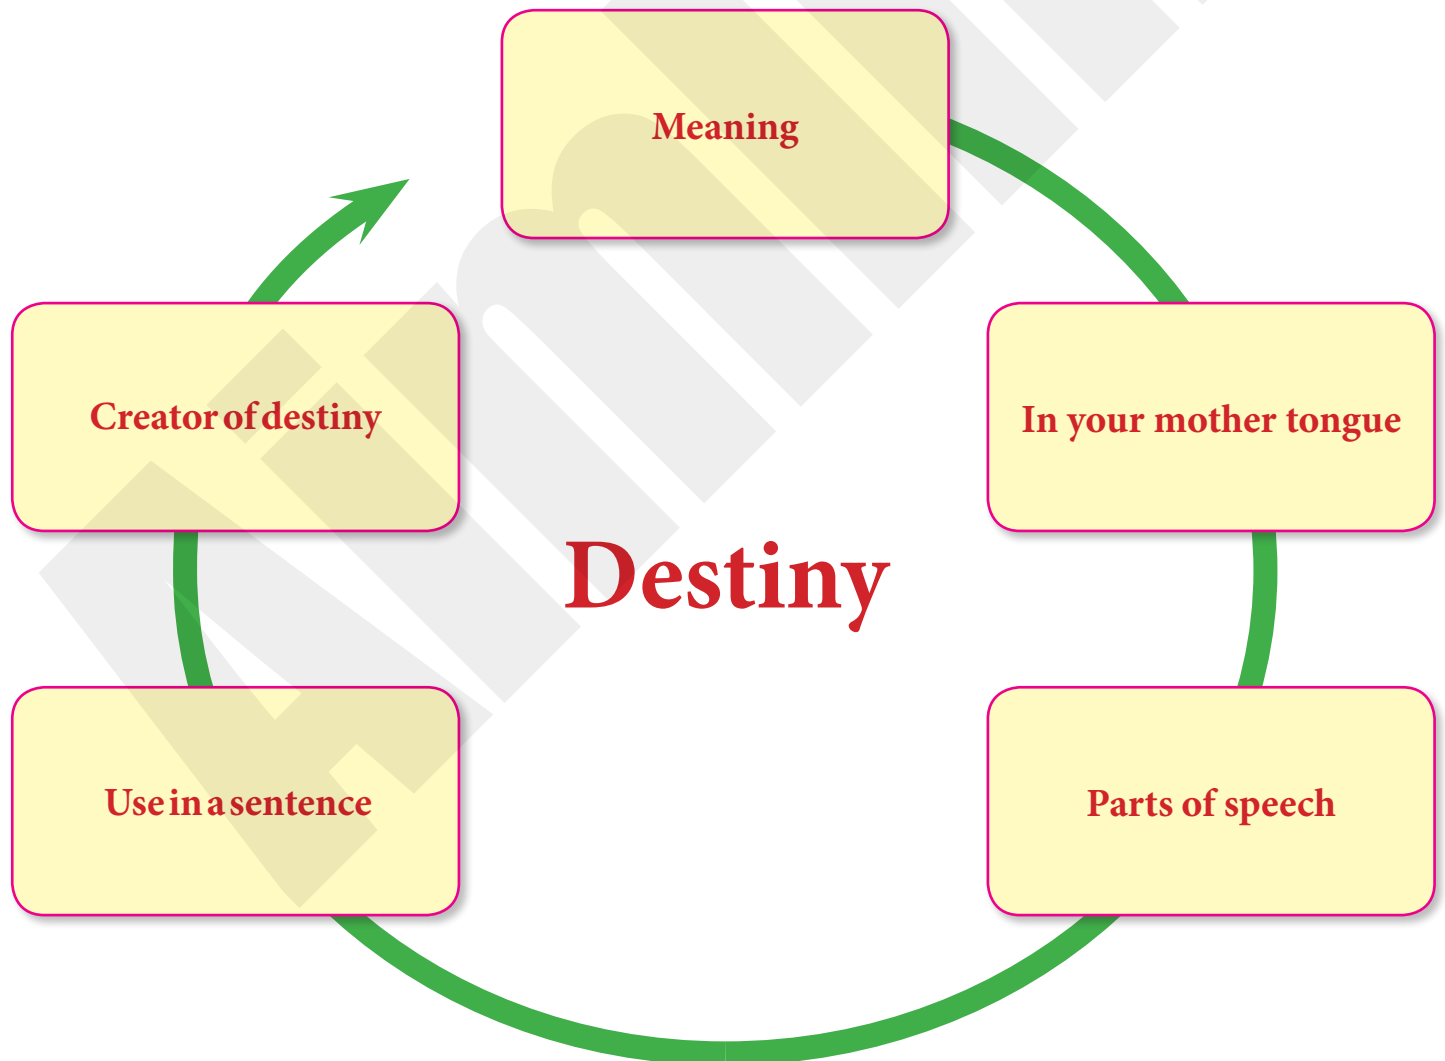 Meaning
Creator of destiny
In your mother tongue
Destiny
Use in a sentence
Parts of speech